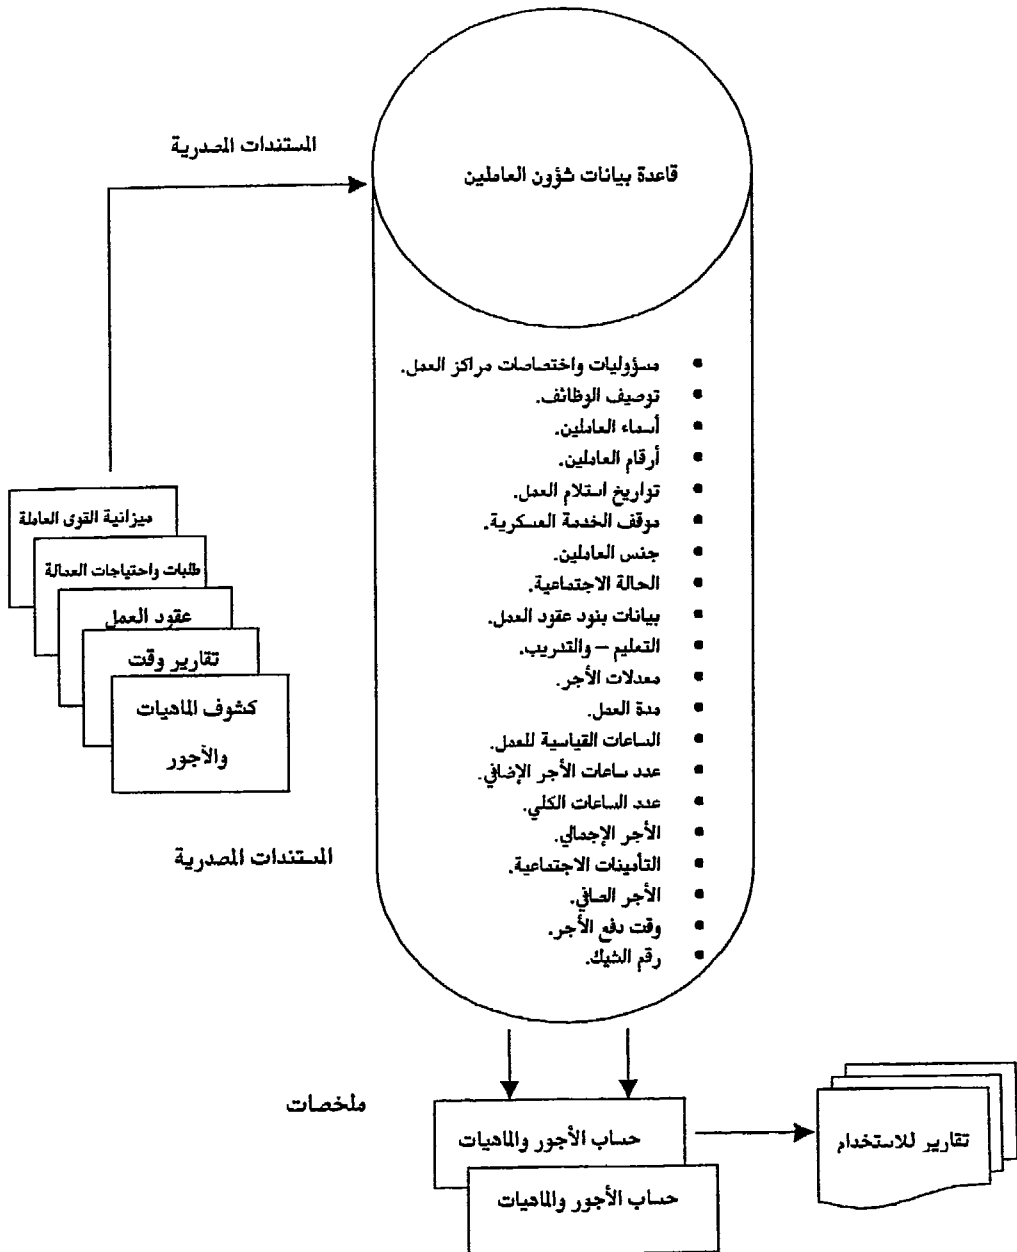 المستندات المصدرية
قاعدة بيانات شؤون العاملين
مسؤوليات واختصاصات مراكز العمل.
توصيف الوظائف.
أسماء العاملين.
أرقام العاملين.
تواريخ استلام العمل.
موقف الخدمة العسكرية.
جنس العاملين.
الحالة الاجتماعية.
بيانات بنود عقود العمل.
التعليم – والتدريب.
معدلات الأجر.
مدة العمل.
الساعات القياسية للعمل.
عدد ساعات الأجر الإضافي.
عدد الساعات الكلي.
الأجر الإجمالي.
التأمينات الاجتماعية.
الأجر الصافي.
وقت دفع الأجر.
رقم الشيك.
ميزانية القوى العاملة
طلبات واحتياجات العمالة
عقود العمل
تقارير وقت
كشوف الماهيات
والأجور
المستندات المصدرية
ملخصات
حساب الأجور والماهيات
حساب الأجور والماهيات
تقارير للاستخدام